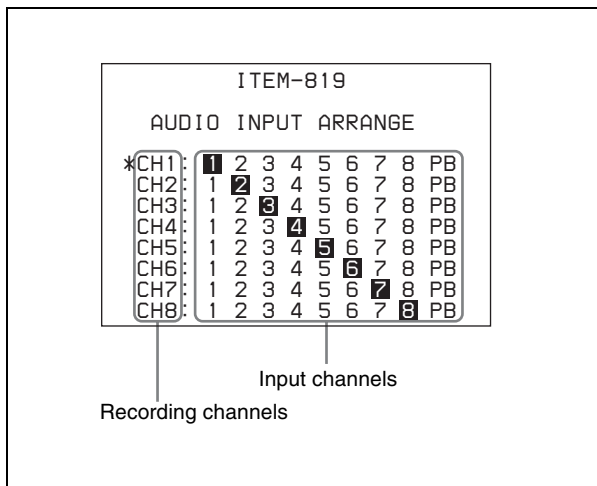 ITEM-819
AUDIO INPUT ARRANGE
*CH1: 1 2 3 4 5 6 7 8 PB
CH2: 1 2 3 4 5 6 7 8 PB
CH3: 1 2 3 4 5 6 7 8 PB
CH4: 1 2 3 4 5 6 7 8 PB
CH5: 1 2 3 4 5 6 7 8 PB
CH6: 1 2 3 4 5 6 7 8 PB
CH7: 1 2 3 4 5 6 7 8 PB
CH8: 1 2 3 4 5 6 7 8 PB
Input channels
Recording channels